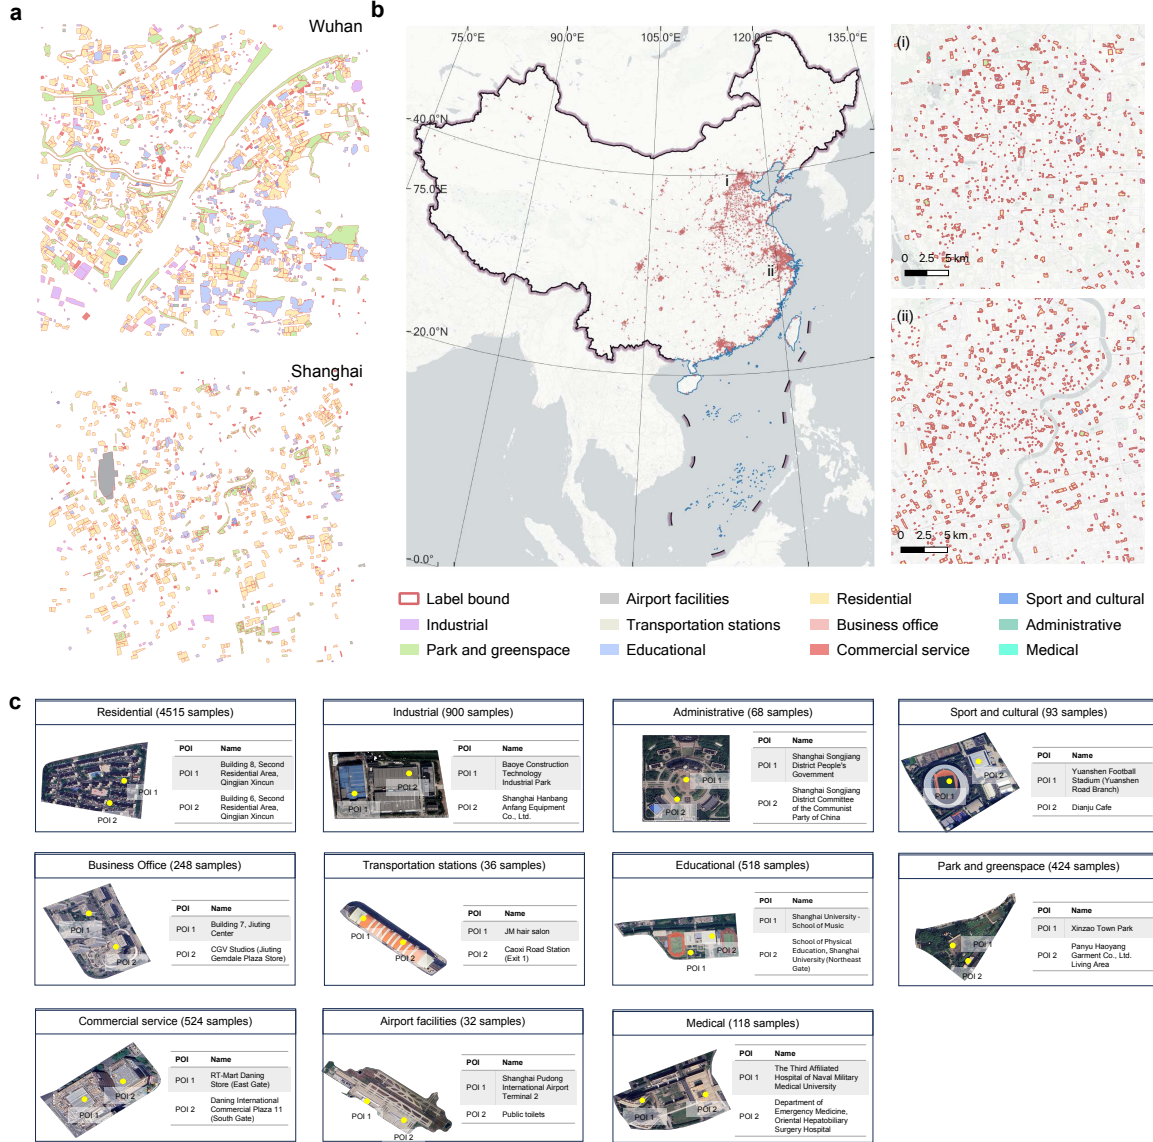 a
Wuhan
Shanghai
b
75.0°E
90.0°E
105.0°E
120.0°E
135.0°E
40.0°N
75.0°E
20.0°N
0.0°
i
ii
(i)
0 2.5 5 km
(ii)
0 2.5 5 km
Label bound
Airport facilities
Residential
Sport and cultural
Industrial
Transportation stations
Business office
Administrative
Park and greenspace
Educational
Commercial service
Medical
c
Residential (4515 samples)
POI Name
POI 1 Building 8, Second
Residential Area,
Qingjian Xincun
POI 2 Building 6, Second
Residential Area,
Qingjian Xincun
POI 1
POI 2
Industrial (900 samples)
POI Name
POI 1 Baoye Construction
Technology
Industrial Park
POI 2 Shanghai Hanbang
Anfang Equipment
Co., Ltd.
POI 1
POI 2
Administrative (68 samples)
POI Name
POI 1 Shanghai Songjiang
District People's
Government
POI 2 Shanghai Songjiang
District Committee
of the Communist
Party of China
POI 1
POI 2
Sport and cultural (93 samples)
POI Name
POI 1 Yuanshen Football
Stadium (Yuanshen
Road Branch)
POI 2 Dianju Cafe
POI 1
POI 2
Business Office (248 samples)
POI Name
POI 1 Building 7, Jiuting
Center
POI 2 CGV Studios (Jiuting
Gemdale Plaza Store)
POI 1
POI 2
Transportation stations (36 samples)
POI Name
POI 1 JM hair salon
POI 2 Caoxi Road Station
(Exit 1)
POI 1
POI 2
Educational (518 samples)
POI Name
POI 1 Shanghai University -
School of Music
POI 2 School of Physical
Education, Shanghai
University (Northeast
Gate)
POI 1
POI 2
Park and greenspace (424 samples)
POI Name
POI 1 Xinzao Town Park
POI 2 Panyu Haoyang
Garment Co., Ltd.
Living Area
POI 1
POI 2
Commercial service (524 samples)
POI Name
POI 1 RT-Mart Daning
Store (East Gate)
POI 2 Daning International
Commercial Plaza 11
(South Gate)
POI 1
POI 2
Airport facilities (32 samples)
POI Name
POI 1 Shanghai Pudong
International Airport
Terminal 2
POI 2 Public toilets
POI 1
POI 2
Medical (118 samples)
POI Name
POI 1 The Third Affiliated
Hospital of Naval Military
Medical University
POI 2 Department of
Emergency Medicine,
Oriental Hepatobiliary
Surgery Hospital
POI 1
POI 2